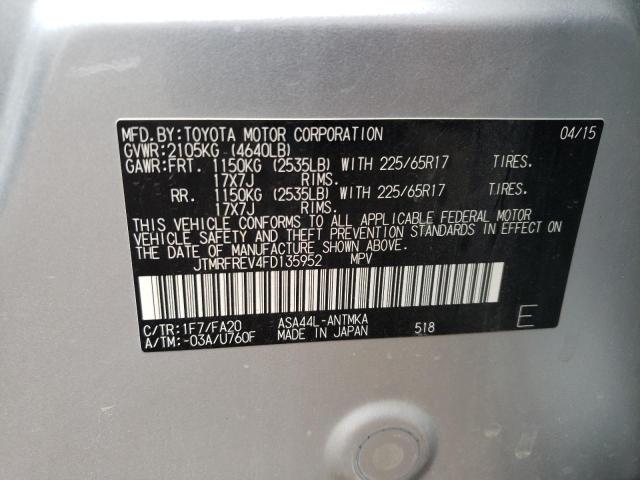 MFD. BY: TOYOTA MOTOR CORPORATION 04/15
GVWR: 2105KG (4640LB)
GAWR: FRT. 1150KG (2535LB) WITH 225/65R17 TIRES.
17X7J RIMS.
RR. 1150KG (2535LB) WITH 225/65R17 TIRES.
17X7J RIMS.
THIS VEHICLE CONFORMS TO ALL APPLICABLE FEDERAL MOTOR
VEHICLE SAFETY AND THEFT PREVENTION STANDARDS IN EFFECT ON
THE DATE OF MANUFACTURE SHOWN ABOVE.
JTMRFREV4FD135952 MPV
C/TR: 1F7/FA20 ASA44L-ANTMKA
A/TM: -03A/U760F MADE IN JAPAN 518 E